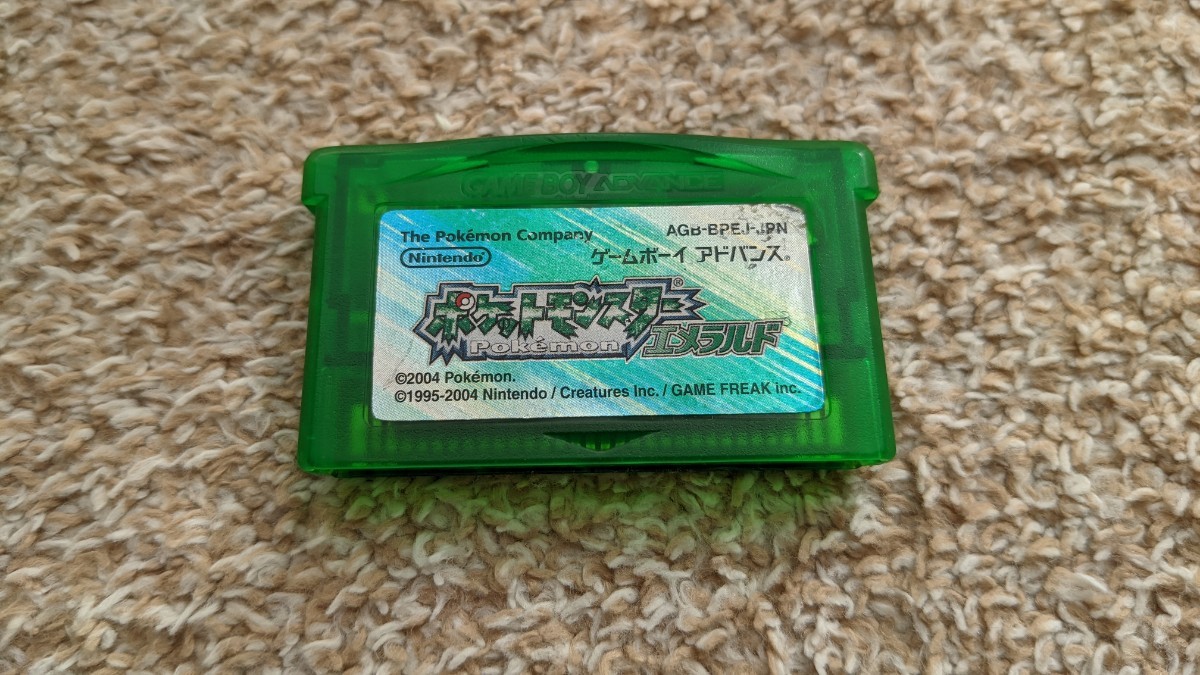 GAME BOY ADVANCE
The Pokémon Company
AGB-BPEJ-JPN
Nintendo®
ゲームボーイ アドバンス®
ポケットモンスター®
Pokémon
エメラルド
©2004 Pokémon.
©1995-2004 Nintendo / Creatures Inc. / GAME FREAK inc.